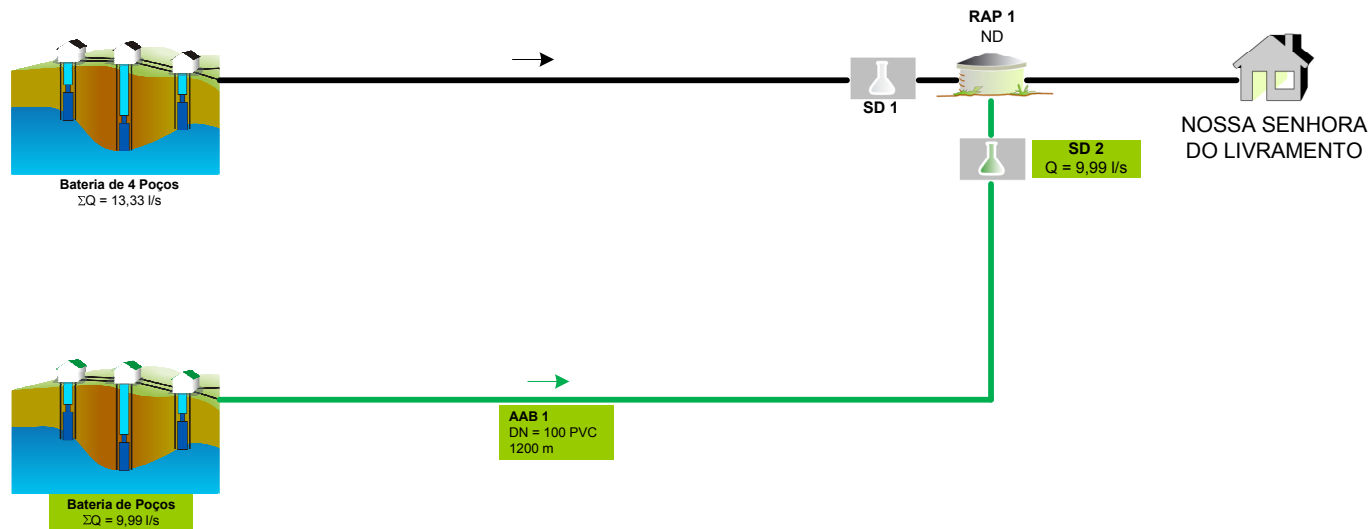 RAP 1
ND
SD 1
NOSSA SENHORA
DO LIVRAMENTO
SD 2
Q = 9,99 l/s
Bateria de 4 Poços
ΣQ = 13,33 l/s
AAB 1
DN = 100 PVC
1200 m
Bateria de Poços
ΣQ = 9,99 l/s